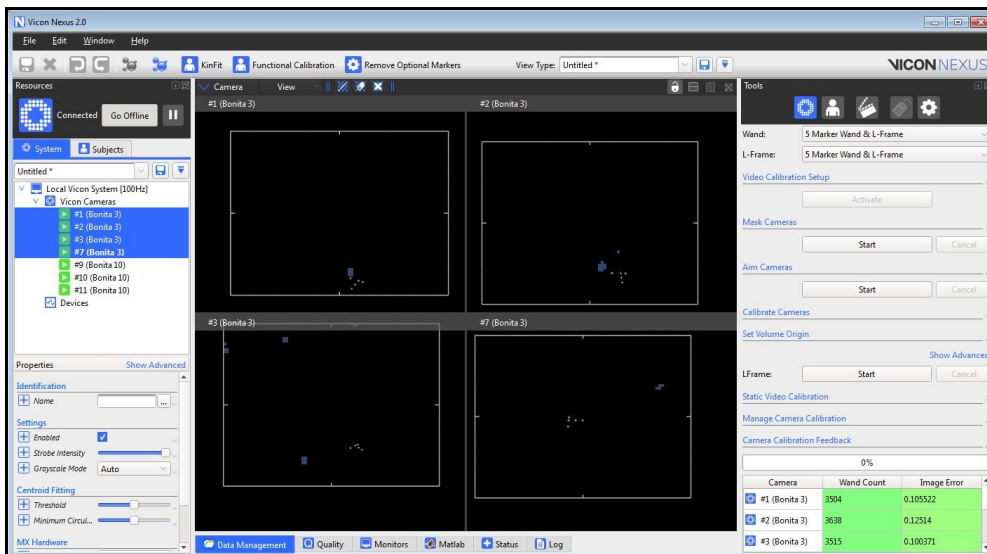 Vicon Nexus 2.0
File Edit Window Help
KinFit Functional Calibration Remove Optional Markers View Type: Untitled * VICON NEXUS
Resources
Connected Go Offline
System Subjects
Untitled *
Local Vicon System [100Hz]
Vicon Cameras
#1 (Bonita 3)
#2 (Bonita 3)
#3 (Bonita 3)
#7 (Bonita 3)
#9 (Bonita 10)
#10 (Bonita 10)
#11 (Bonita 10)
Devices
Properties Show Advanced
Identification
Name ...
Settings
Enabled
Strobe Intensity
Grayscale Mode Auto
Centroid Fitting
Threshold
Minimum Circul...
MX Hardware
Camera View
#1 (Bonita 3) #2 (Bonita 3)
#3 (Bonita 3) #7 (Bonita 3)
Data Management Quality Monitors Matlab Status Log
Tools
Wand: 5 Marker Wand & L-Frame
L-Frame: 5 Marker Wand & L-Frame
Video Calibration Setup
Activate
Mask Cameras
Start Cancel
Aim Cameras
Start Cancel
Calibrate Cameras
Set Volume Origin
Show Advanced
LFrame: Start Cancel
Static Video Calibration
Manage Camera Calibration
Camera Calibration Feedback
0%
Camera Wand Count Image Error
#1 (Bonita 3) 3504 0.105522
#2 (Bonita 3) 3638 0.12514
#3 (Bonita 3) 3515 0.100371